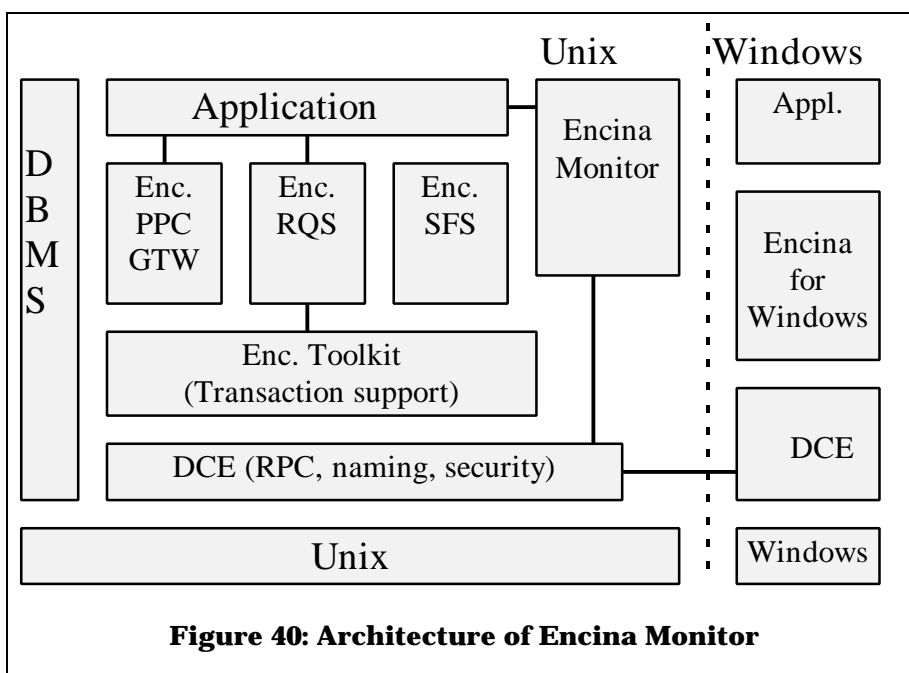 Unix
Windows
D
B
M
S
Application
Encina
Monitor
Appl.
Enc.
PPC
GTW
Enc.
RQS
Enc.
SFS
Encina
for
Windows
Enc. Toolkit
(Transaction support)
DCE (RPC, naming, security)
DCE
Unix
Windows
Figure 40: Architecture of Encina Monitor